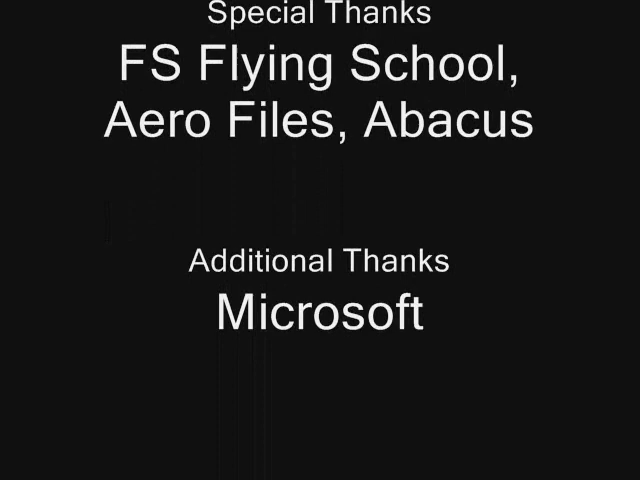 Special Thanks
FS Flying School,
Aero Files, Abacus
Additional Thanks
Microsoft